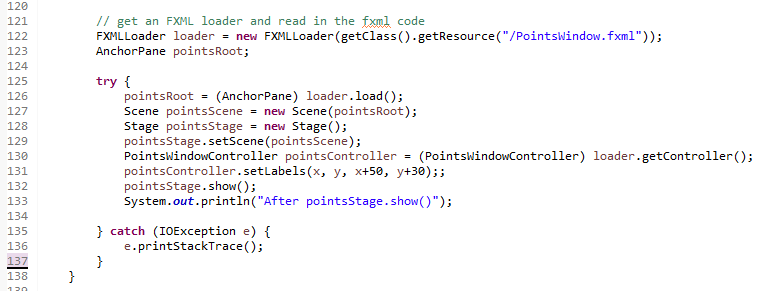 120
121 // get an FXML loader and read in the fxml code
122 FXMLLoader loader = new FXMLLoader(getClass().getResource("/PointsWindow.fxml"));
123 AnchorPane pointsRoot;
124
125 try {
126 pointsRoot = (AnchorPane) loader.load();
127 Scene pointsScene = new Scene(pointsRoot);
128 Stage pointsStage = new Stage();
129 pointsStage.setScene(pointsScene);
130 PointsWindowController pointsController = (PointsWindowController) loader.getController();
131 pointsController.setLabels(x, y, x+50, y+30);;
132 pointsStage.show();
133 System.out.println("After pointsStage.show()");
134
135 } catch (IOException e) {
136 e.printStackTrace();
137 }
138 }
139